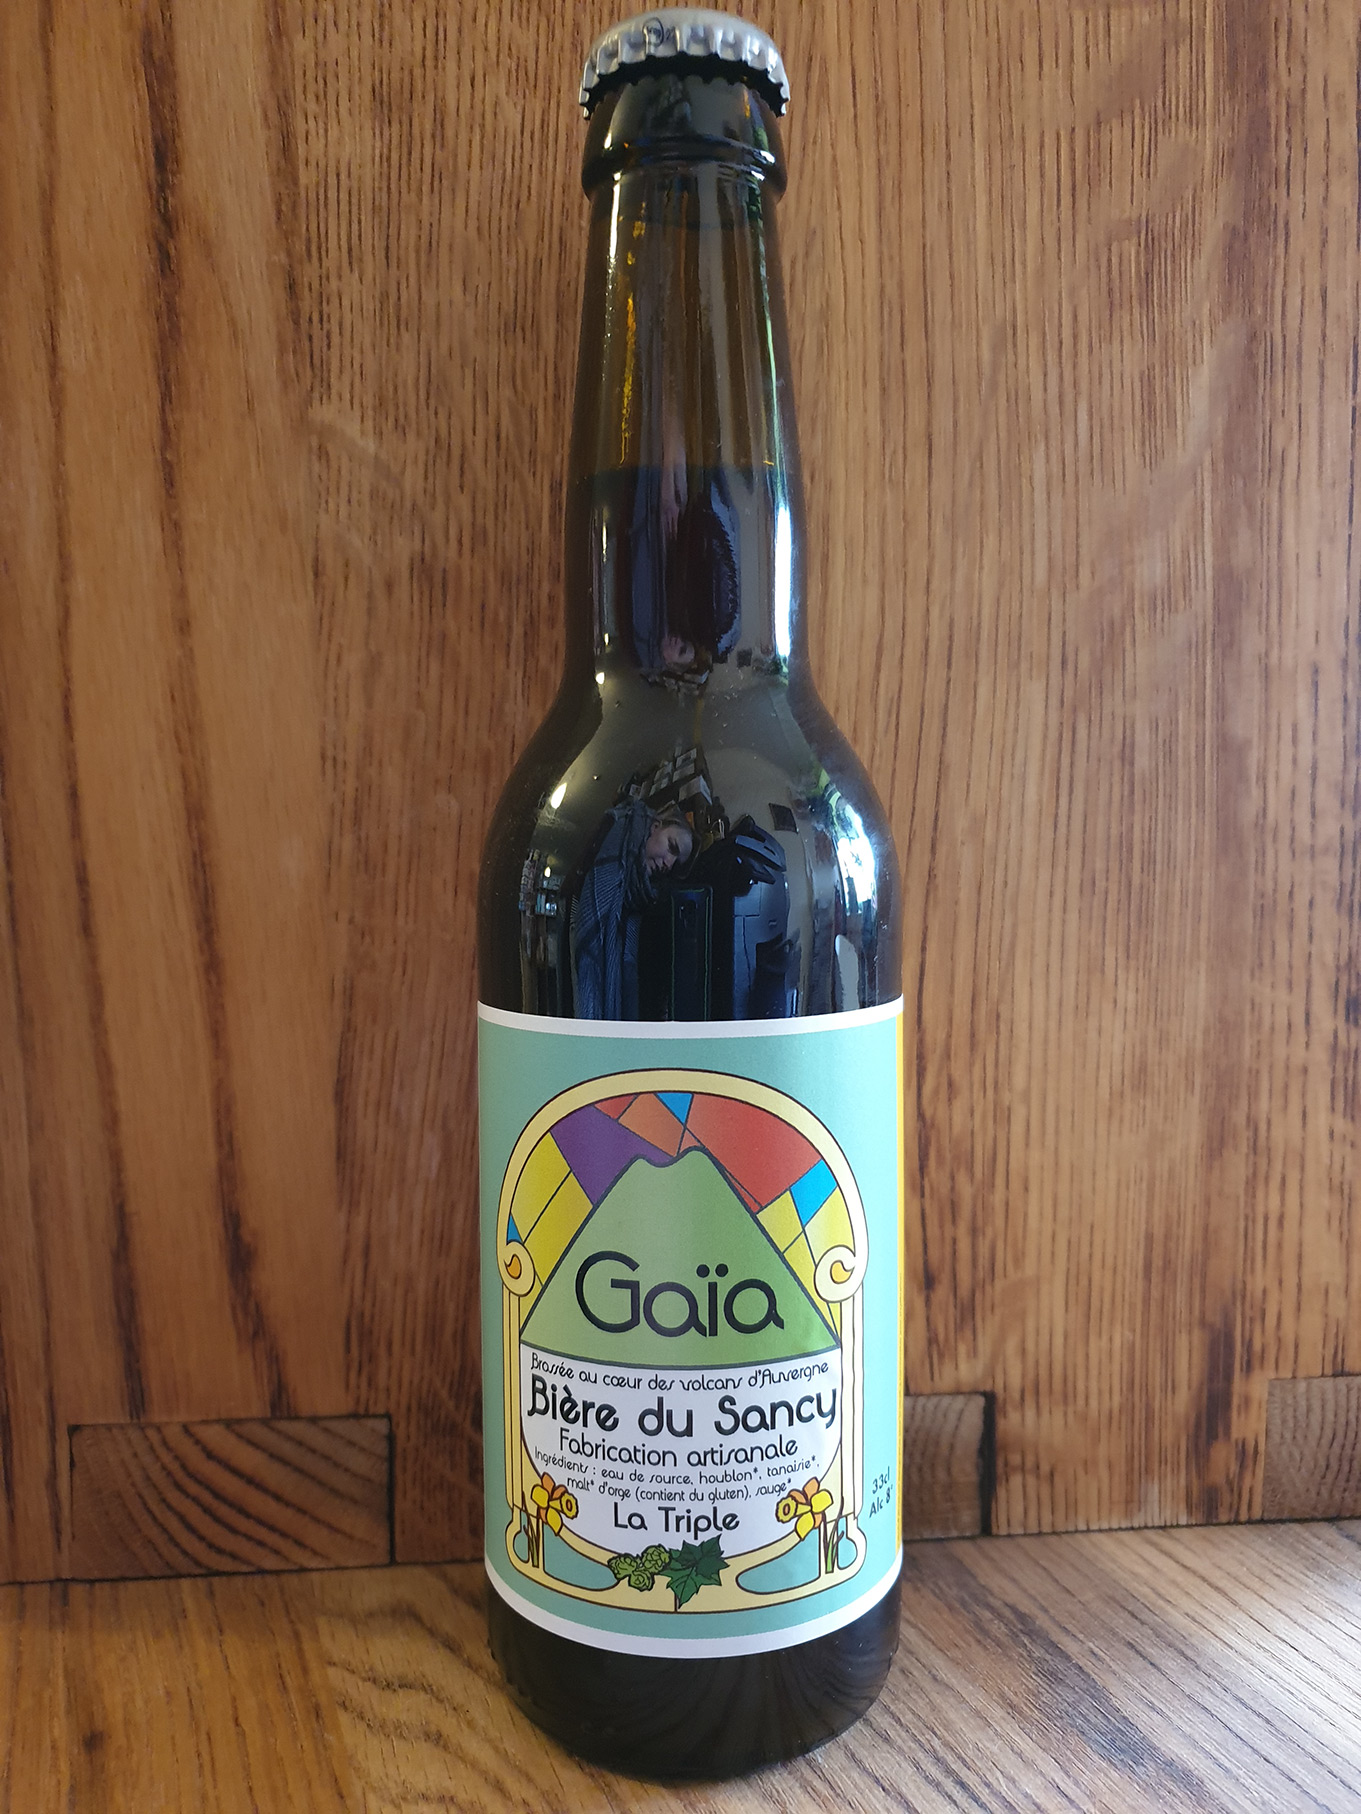 Gaïa
Brassée au cœur des volcans d'Auvergne
Bière du Sancy
Fabrication artisanale
Ingrédients : eau de source, houblon*, tanaisie*,
malt* d'orge (contient du gluten), sauge*
La Triple
33cl
Alc 8°